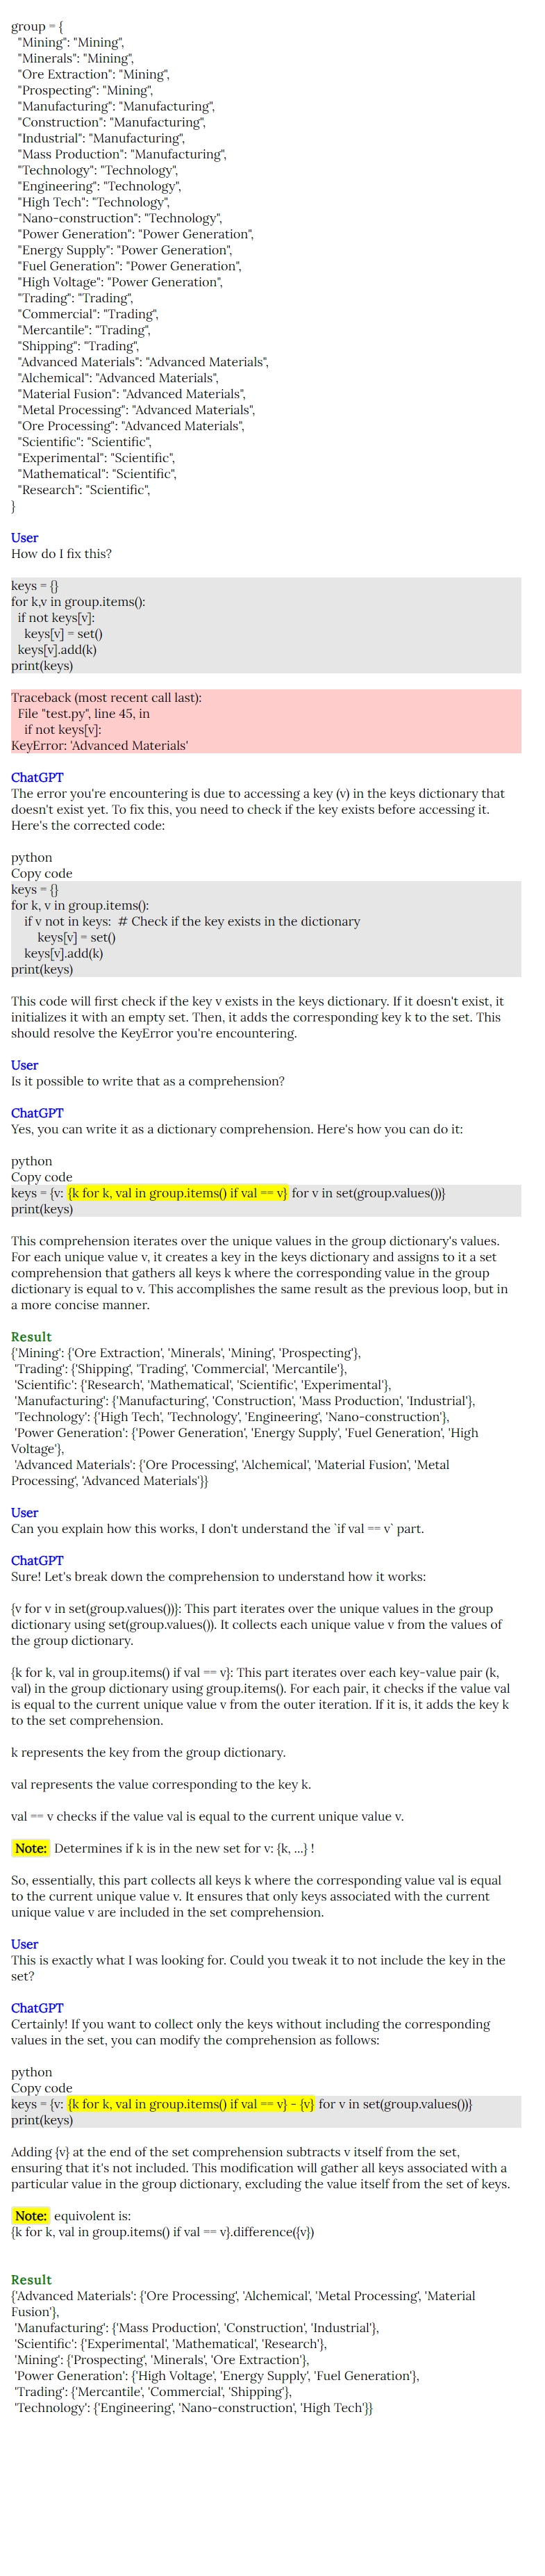 group = {
  "Mining": "Mining",
  "Minerals": "Mining",
  "Ore Extraction": "Mining",
  "Prospecting": "Mining",
  "Manufacturing": "Manufacturing",
  "Construction": "Manufacturing",
  "Industrial": "Manufacturing",
  "Mass Production": "Manufacturing",
  "Technology": "Technology",
  "Engineering": "Technology",
  "High Tech": "Technology",
  "Nano-construction": "Technology",
  "Power Generation": "Power Generation",
  "Energy Supply": "Power Generation",
  "Fuel Generation": "Power Generation",
  "High Voltage": "Power Generation",
  "Trading": "Trading",
  "Commercial": "Trading",
  "Mercantile": "Trading",
  "Shipping": "Trading",
  "Advanced Materials": "Advanced Materials",
  "Alchemical": "Advanced Materials",
  "Material Fusion": "Advanced Materials",
  "Metal Processing": "Advanced Materials",
  "Ore Processing": "Advanced Materials",
  "Scientific": "Scientific",
  "Experimental": "Scientific",
  "Mathematical": "Scientific",
  "Research": "Scientific",
}
User
How do I fix this?
keys = {}
for k,v in group.items():
  if not keys[v]:
    keys[v] = set()
  keys[v].add(k)
print(keys)
Traceback (most recent call last):
  File "test.py", line 45, in
    if not keys[v]:
KeyError: 'Advanced Materials'
ChatGPT
The error you're encountering is due to accessing a key (v) in the keys dictionary that
doesn't exist yet. To fix this, you need to check if the key exists before accessing it.
Here's the corrected code:
python
Copy code
keys = {}
for k, v in group.items():
    if v not in keys:  # Check if the key exists in the dictionary
        keys[v] = set()
    keys[v].add(k)
print(keys)
This code will first check if the key v exists in the keys dictionary. If it doesn't exist, it
initializes it with an empty set. Then, it adds the corresponding key k to the set. This
should resolve the KeyError you're encountering.
User
Is it possible to write that as a comprehension?
ChatGPT
Yes, you can write it as a dictionary comprehension. Here's how you can do it:
python
Copy code
keys = {v: {k for k, val in group.items() if val == v} for v in set(group.values())}
print(keys)
This comprehension iterates over the unique values in the group dictionary's values.
For each unique value v, it creates a key in the keys dictionary and assigns to it a set
comprehension that gathers all keys k where the corresponding value in the group
dictionary is equal to v. This accomplishes the same result as the previous loop, but in
a more concise manner.
Result
{'Mining': {'Ore Extraction', 'Minerals', 'Mining', 'Prospecting'},
 'Trading': {'Shipping', 'Trading', 'Commercial', 'Mercantile'},
 'Scientific': {'Research', 'Mathematical', 'Scientific', 'Experimental'},
 'Manufacturing': {'Manufacturing', 'Construction', 'Mass Production', 'Industrial'},
 'Technology': {'High Tech', 'Technology', 'Engineering', 'Nano-construction'},
 'Power Generation': {'Power Generation', 'Energy Supply', 'Fuel Generation', 'High
Voltage'},
 'Advanced Materials': {'Ore Processing', 'Alchemical', 'Material Fusion', 'Metal
Processing', 'Advanced Materials'}}
User
Can you explain how this works, I don't understand the `if val == v` part.
ChatGPT
Sure! Let's break down the comprehension to understand how it works:
{v for v in set(group.values())}: This part iterates over the unique values in the group
dictionary using set(group.values()). It collects each unique value v from the values of
the group dictionary.
{k for k, val in group.items() if val == v}: This part iterates over each key-value pair (k,
val) in the group dictionary using group.items(). For each pair, it checks if the value val
is equal to the current unique value v from the outer iteration. If it is, it adds the key k
to the set comprehension.
k represents the key from the group dictionary.
val represents the value corresponding to the key k.
val == v checks if the value val is equal to the current unique value v.
Note: Determines if k is in the new set for v: {k, ...} !
So, essentially, this part collects all keys k where the corresponding value val is equal
to the current unique value v. It ensures that only keys associated with the current
unique value v are included in the set comprehension.
User
This is exactly what I was looking for. Could you tweak it to not include the key in the
set?
ChatGPT
Certainly! If you want to collect only the keys without including the corresponding
values in the set, you can modify the comprehension as follows:
python
Copy code
keys = {v: {k for k, val in group.items() if val == v} - {v} for v in set(group.values())}
print(keys)
Adding {v} at the end of the set comprehension subtracts v itself from the set,
ensuring that it's not included. This modification will gather all keys associated with a
particular value in the group dictionary, excluding the value itself from the set of keys.
Note: equivalent is:
{k for k, val in group.items() if val == v}.difference({v})
Result
{'Advanced Materials': {'Ore Processing', 'Alchemical', 'Metal Processing', 'Material
Fusion'},
 'Manufacturing': {'Mass Production', 'Construction', 'Industrial'},
 'Scientific': {'Experimental', 'Mathematical', 'Research'},
 'Mining': {'Prospecting', 'Minerals', 'Ore Extraction'},
 'Power Generation': {'High Voltage', 'Energy Supply', 'Fuel Generation'},
 'Trading': {'Mercantile', 'Commercial', 'Shipping'},
 'Technology': {'Engineering', 'Nano-construction', 'High Tech'}}